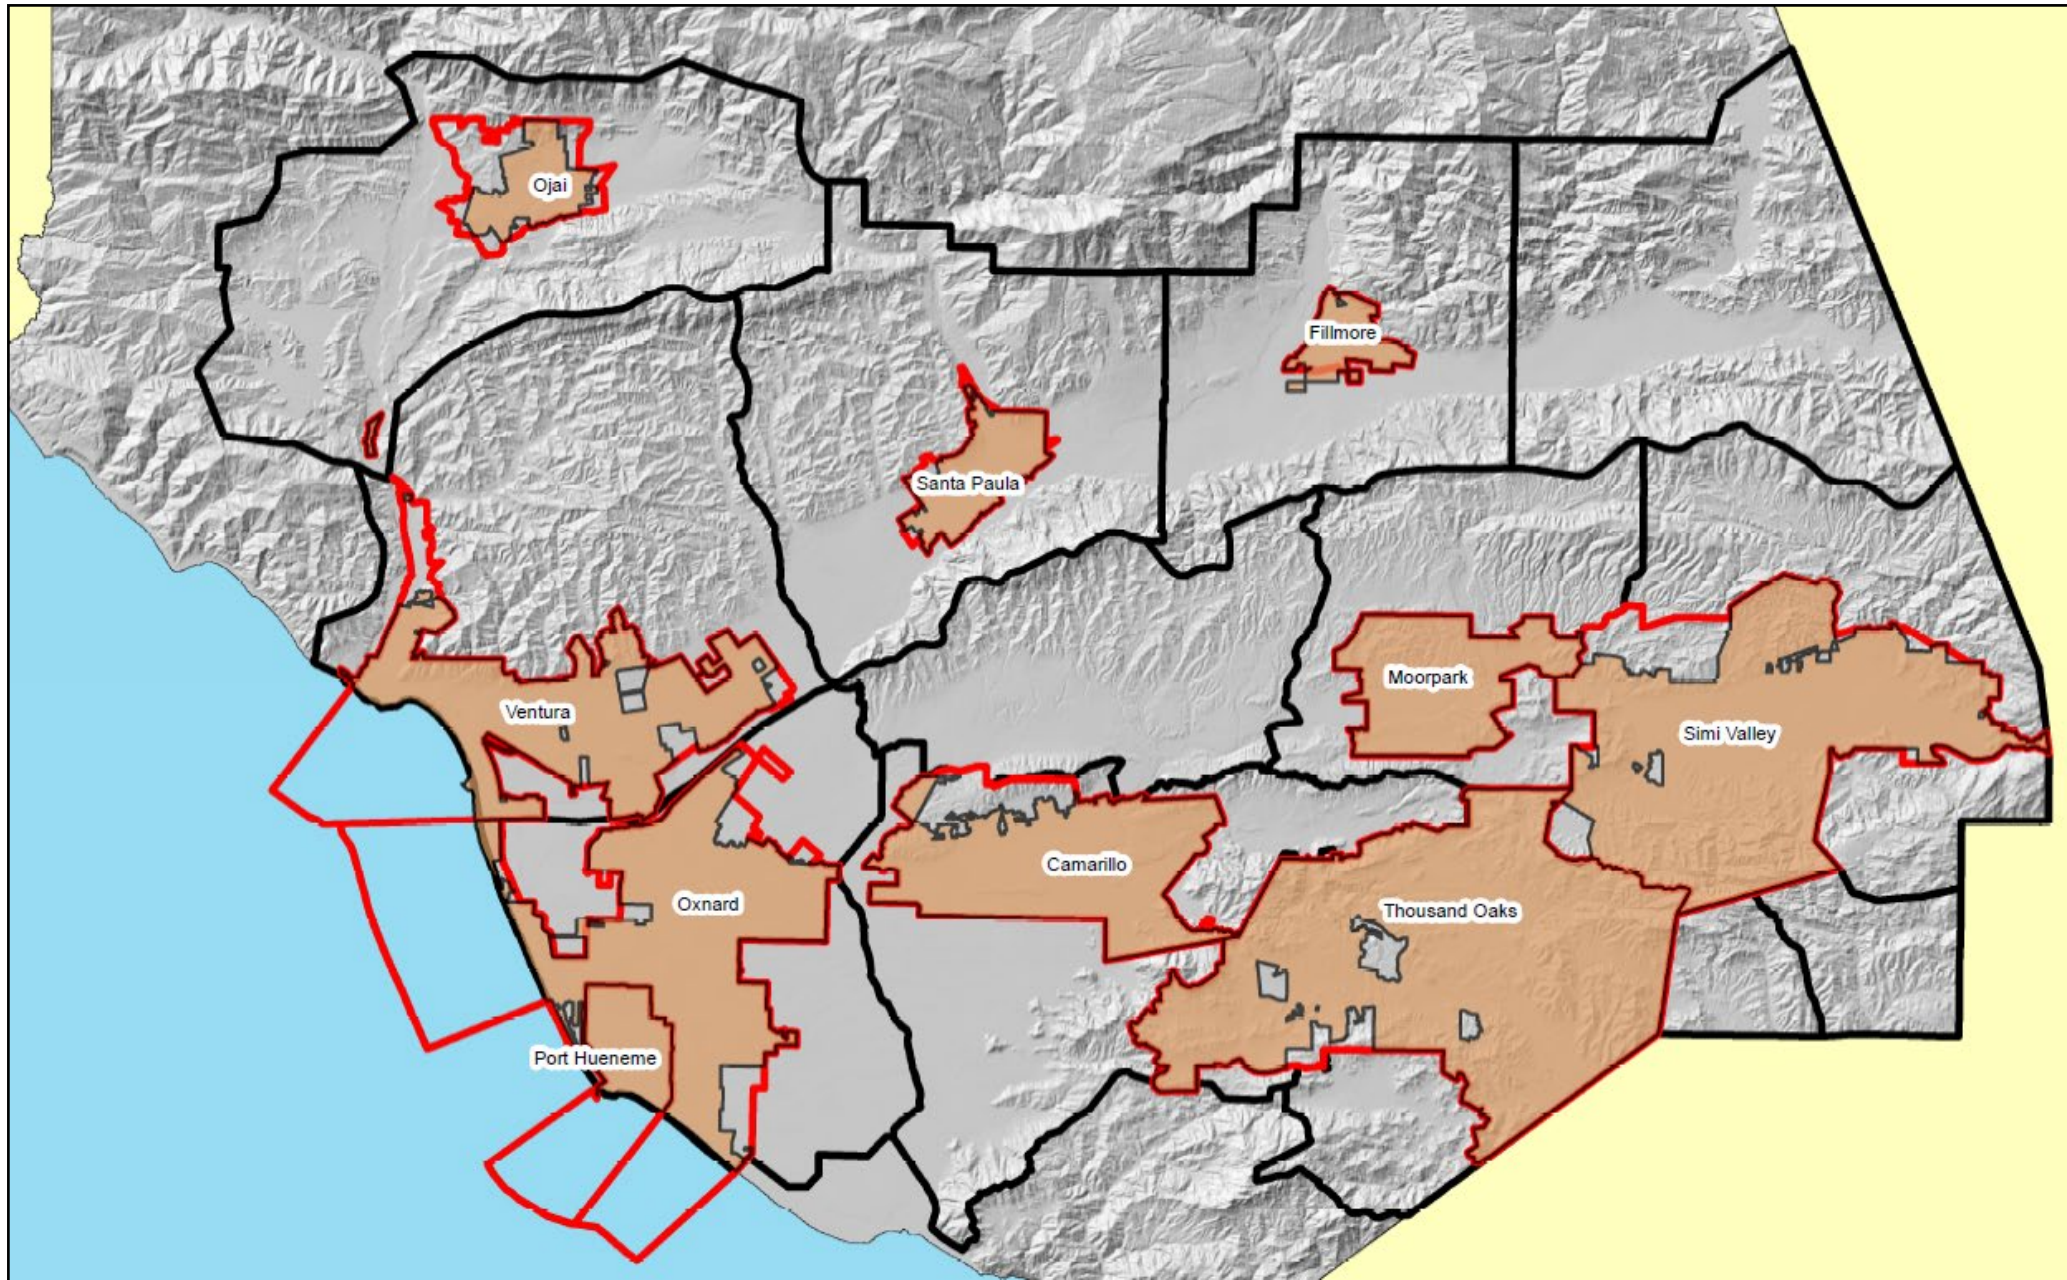 Ojai
Fillmore
Santa Paula
Moorpark
Ventura
Simi Valley
Camarillo
Oxnard
Thousand Oaks
Port Hueneme